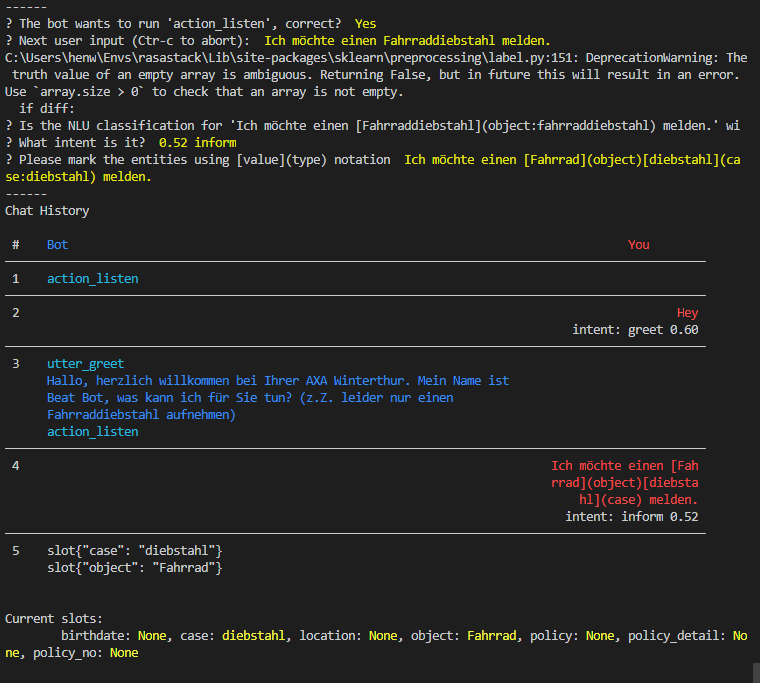 ------
? The bot wants to run 'action_listen', correct?  Yes
? Next user input (Ctr-c to abort):  Ich möchte einen Fahrraddiebstahl melden.
C:\Users\henw\Envs\rasastack\Lib\site-packages\sklearn\preprocessing\label.py:151: DeprecationWarning: The
 truth value of an empty array is ambiguous. Returning False, but in future this will result in an error.
Use `array.size > 0` to check that an array is not empty.
  if diff:
? Is the NLU classification for 'Ich möchte einen [Fahrraddiebstahl](object:fahrraddiebstahl) melden.' wi
? What intent is it?  0.52 inform
? Please mark the entities using [value](type) notation  Ich möchte einen [Fahrrad](object)[diebstahl](ca
se:diebstahl) melden.
------
Chat History
# Bot You
1 action_listen
2 Hey
intent: greet 0.60
3 utter_greet
Hallo, herzlich willkommen bei Ihrer AXA Winterthur. Mein Name ist
Beat Bot, was kann ich für Sie tun? (z.Z. leider nur einen
Fahrraddiebstahl aufnehmen)
action_listen
4 Ich möchte einen [Fah
rrad](object)[diebsta
hl](case) melden.
intent: inform 0.52
5 slot{"case": "diebstahl"}
slot{"object": "Fahrrad"}
Current slots:
birthdate: None, case: diebstahl, location: None, object: Fahrrad, policy: None, policy_detail: No
ne, policy_no: None